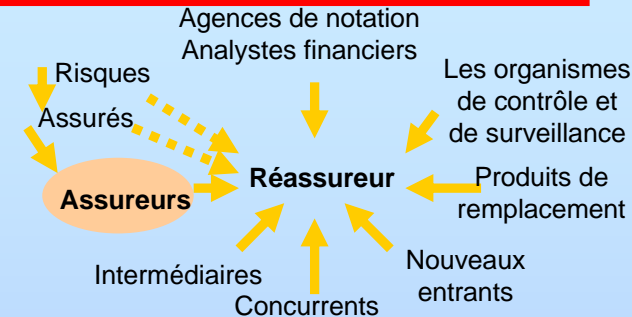 Agences de notation
Analystes financiers
Risques
Assurés
Assureurs
Réassureur
Les organismes
de contrôle et
de surveillance
Produits de
remplacement
Intermédiaires
Concurrents
Nouveaux
entrants